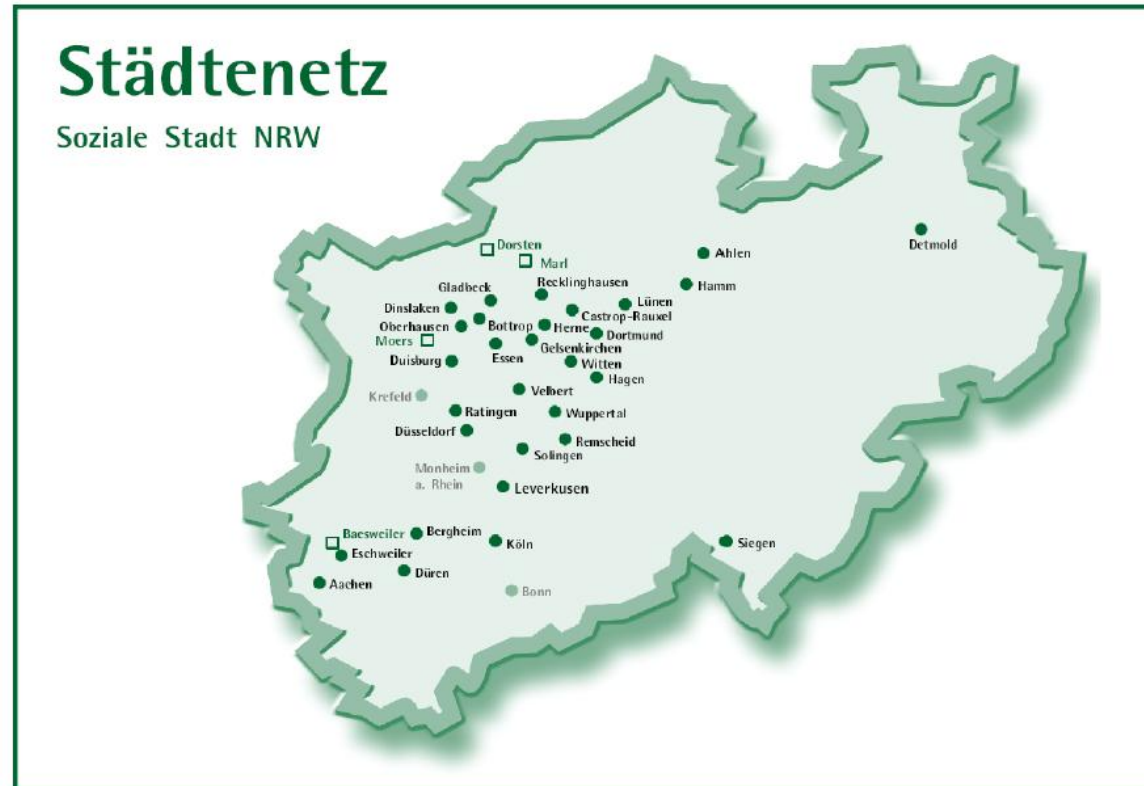 Städtenetz
Soziale Stadt NRW
Detmold
Dorsten
Ahlen
Marl
Recklinghausen
Hamm
Gladbeck
Lünen
Dinslaken
Castrop-Rauxel
Oberhausen
Bottrop
Herne
Dortmund
Moers
Gelsenkirchen
Essen
Duisburg
Witten
Hagen
Velbert
Krefeld
Ratingen
Wuppertal
Düsseldorf
Remscheid
Solingen
Monheim
a. Rhein
Leverkusen
Baesweiler
Bergheim
Köln
Siegen
Eschweiler
Düren
Aachen
Bonn